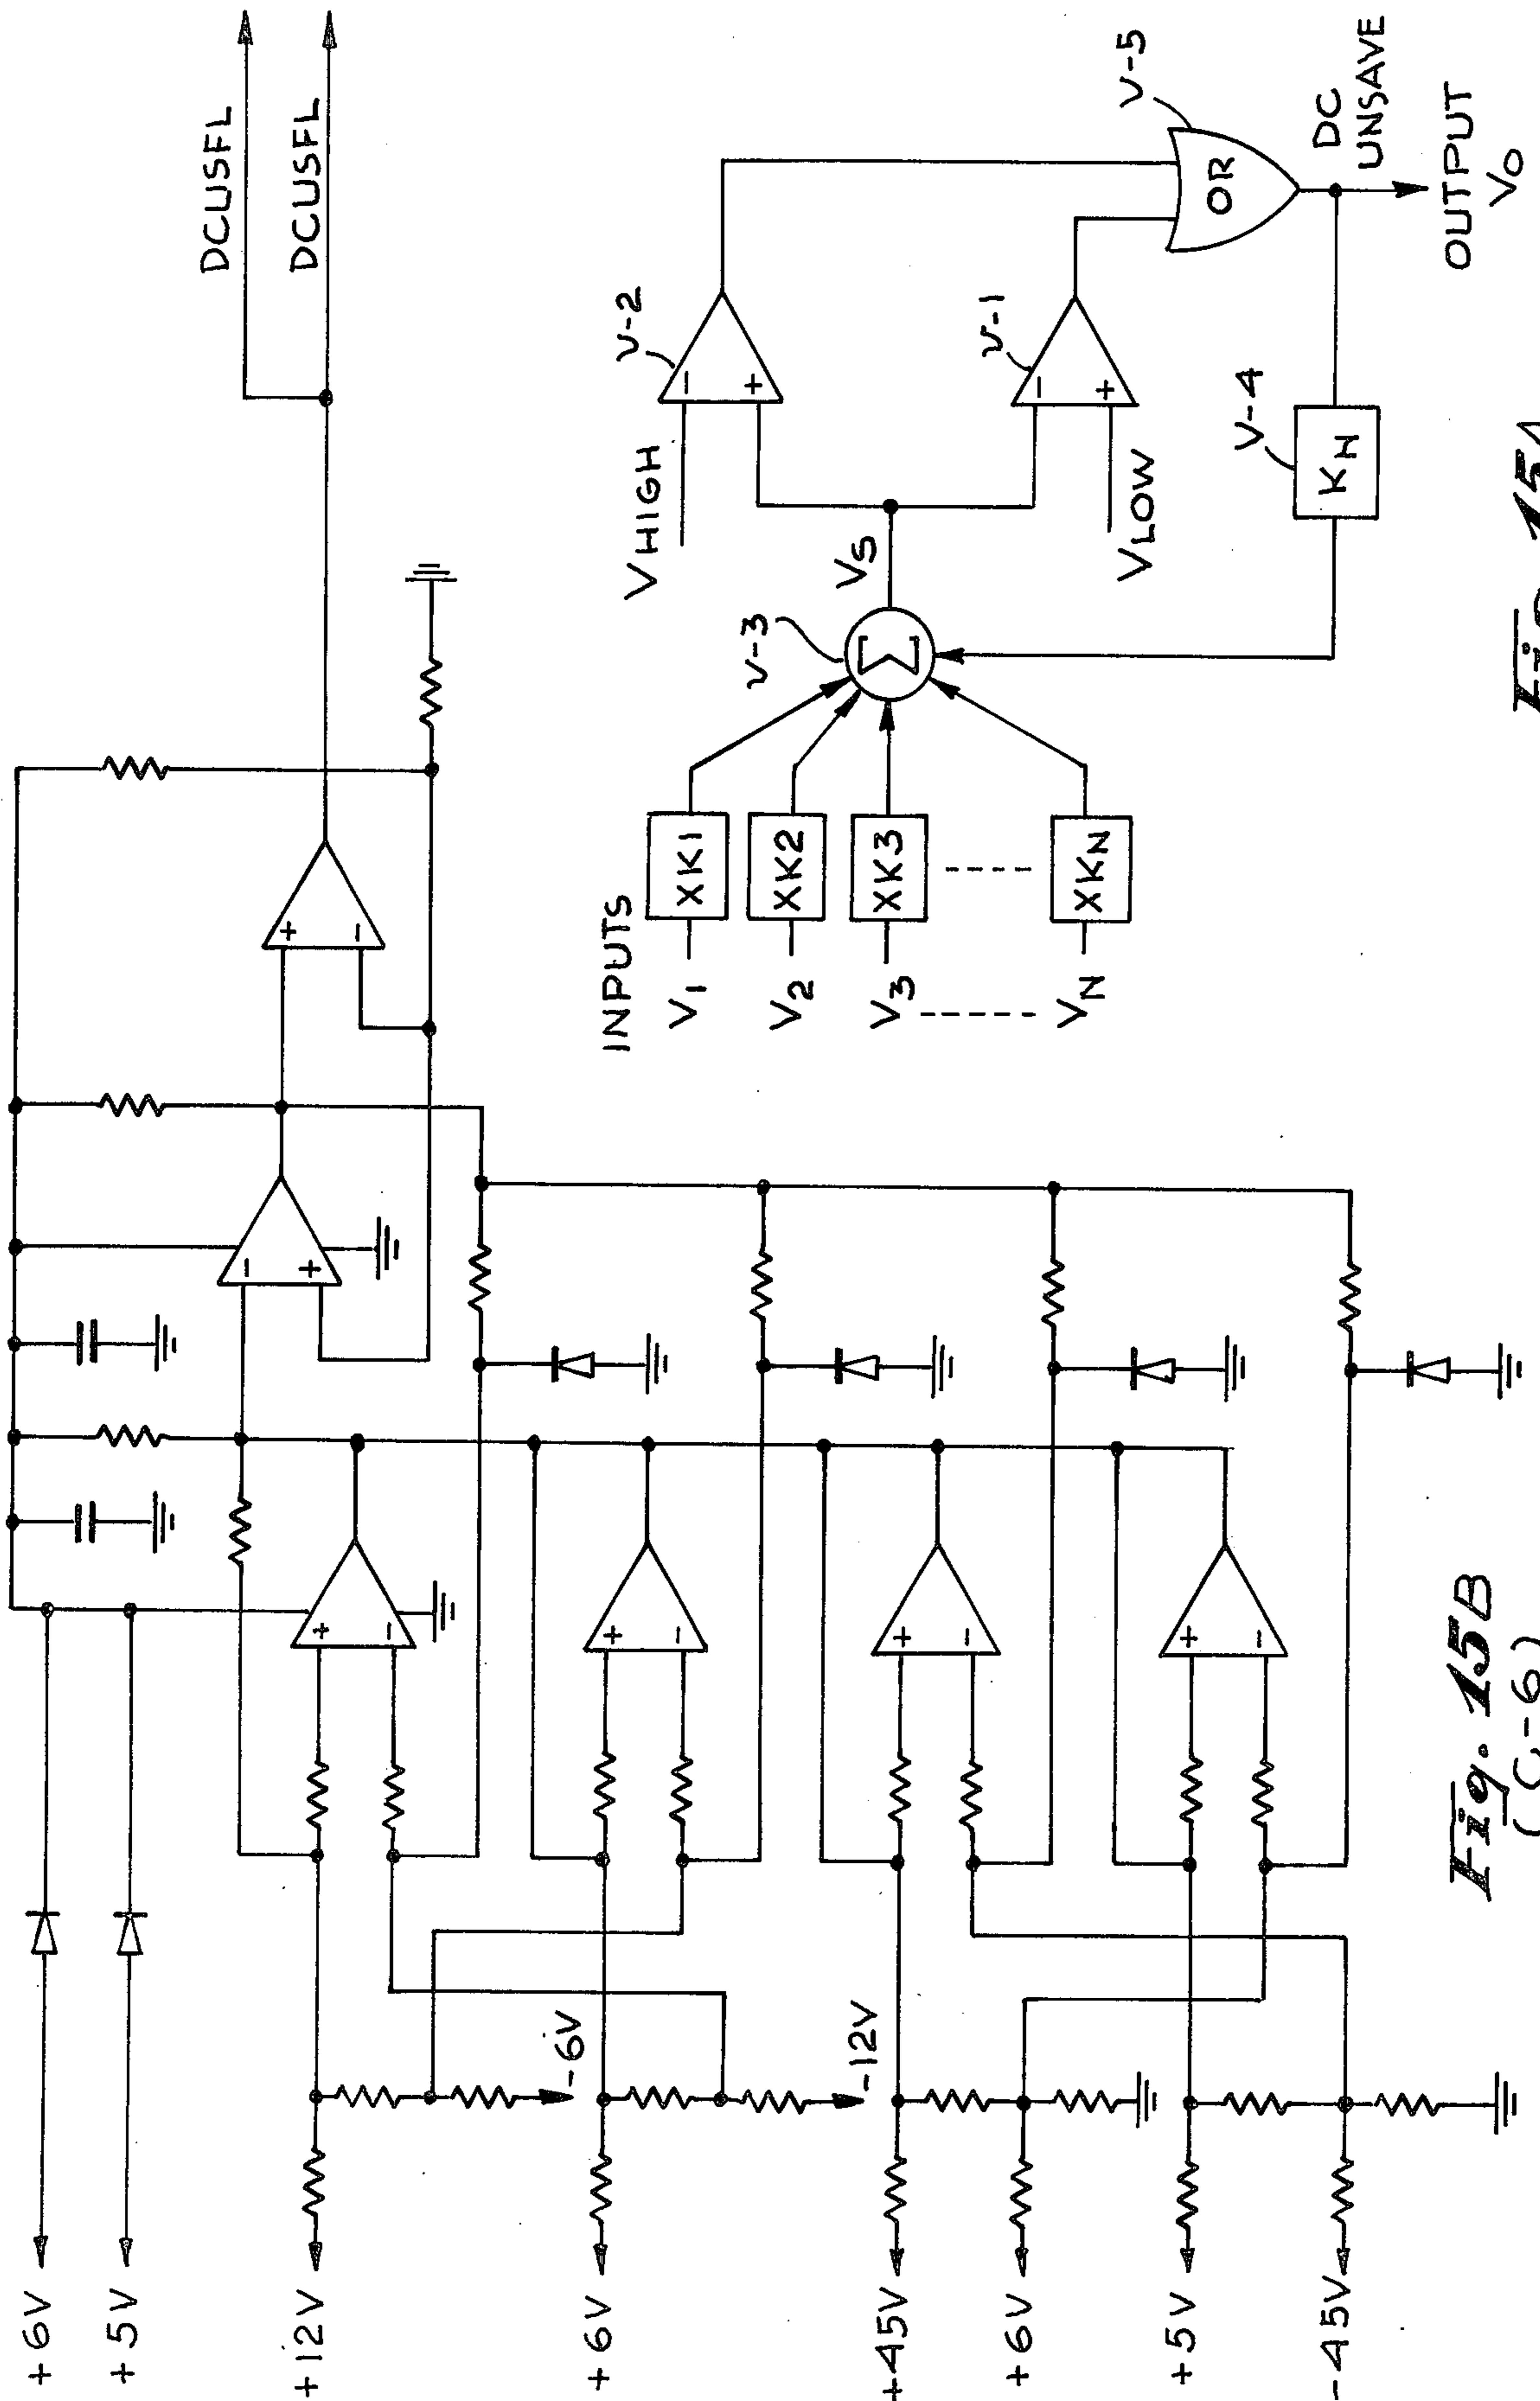 +6V
+5V
DCUSFL
DCUSFL
+12V
+
-
-
+
+
-
-6V
+6V
+
-
-12V
+45V
+
-
+6V
+5V
+
-
-45V
Fig. 15B
(C-6)
INPUTS
V1
XK1
V2
XK2
V3
XK3
VN
XKN
V-3
Σ
VS
VHIGH
V-2
-
+
VLOW
V-1
-
+
V-4
KH
V-5
OR
DC
UNSAVE
OUTPUT
VO